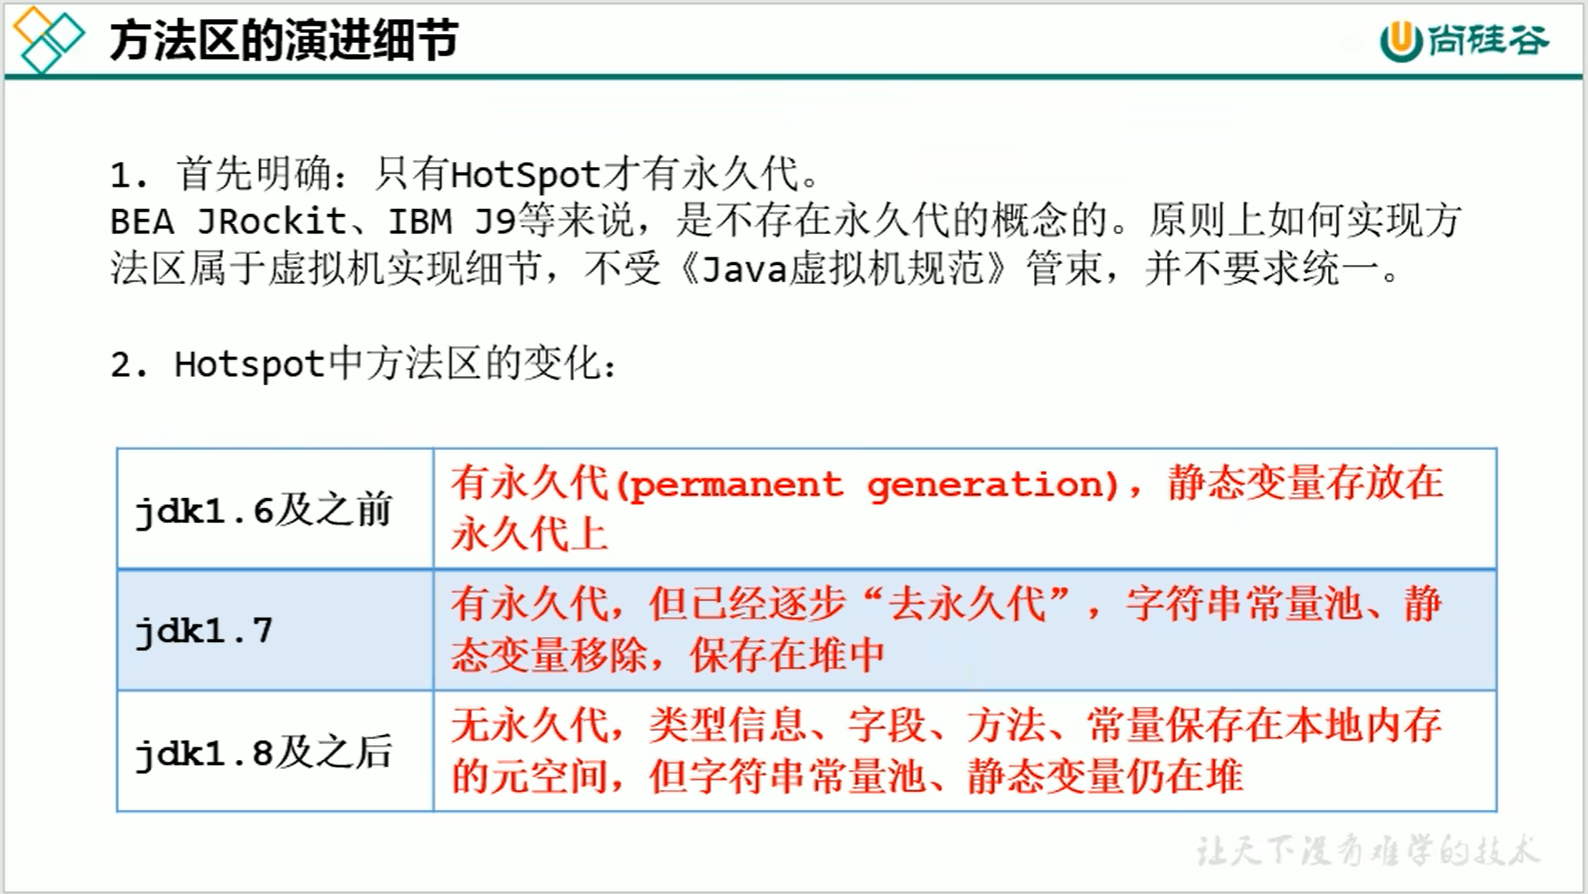 方法区的演进细节
尚硅谷
1. 首先明确：只有HotSpot才有永久代。
BEA JRockit、IBM J9等来说，是不存在永久代的概念的。原则上如何实现方
法区属于虚拟机实现细节，不受《Java虚拟机规范》管束，并不要求统一。
2. Hotspot中方法区的变化：
jdk1.6及之前
有永久代(permanent generation)，静态变量存放在
永久代上
jdk1.7
有永久代，但已经逐步“去永久代”，字符串常量池、静
态变量移除，保存在堆中
jdk1.8及之后
无永久代，类型信息、字段、方法、常量保存在本地内存
的元空间，但字符串常量池、静态变量仍在堆
让天下没有难学的技术